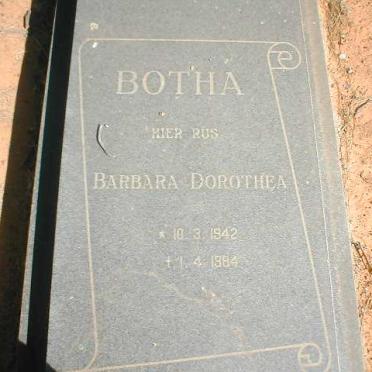 BOTHA
HIER RUS
BARBARA DOROTHEA
* 10. 3. 1942
† 1. 4. 1984